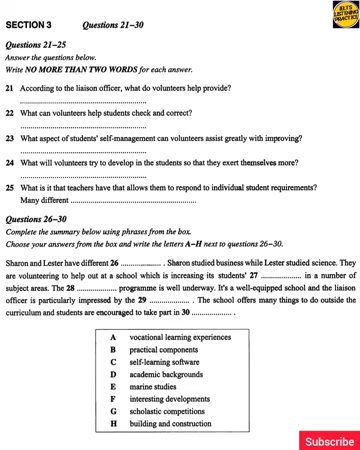 IELTS
LISTENING
PRACTICE
SECTION 3 Questions 21-30
Questions 21-25
Answer the questions below.
Write NO MORE THAN TWO WORDS for each answer.
21 According to the liaison officer, what do volunteers help provide?
............................................................
22 What can volunteers help students check and correct?
............................................................
23 What aspect of students' self-management can volunteers assist greatly with improving?
............................................................
24 What will volunteers try to develop in the students so that they exert themselves more?
............................................................
25 What is it that teachers have that allows them to respond to individual student requirements?
Many different ............................................................
Questions 26-30
Complete the summary below using phrases from the box.
Choose your answers from the box and write the letters A-H next to questions 26-30.
Sharon and Lester have different 26 .................... . Sharon studied business while Lester studied science. They
are volunteering to help out at a school which is increasing its students' 27 .................... in a number of
subject areas. The 28 .................... programme is well underway. It's a well-equipped school and the liaison
officer is particularly impressed by the 29 .................... . The school offers many things to do outside the
curriculum and students are encouraged to take part in 30 .................... .
A vocational learning experiences
B practical components
C self-learning software
D academic backgrounds
E marine studies
F interesting developments
G scholastic competitions
H building and construction
Subscribe